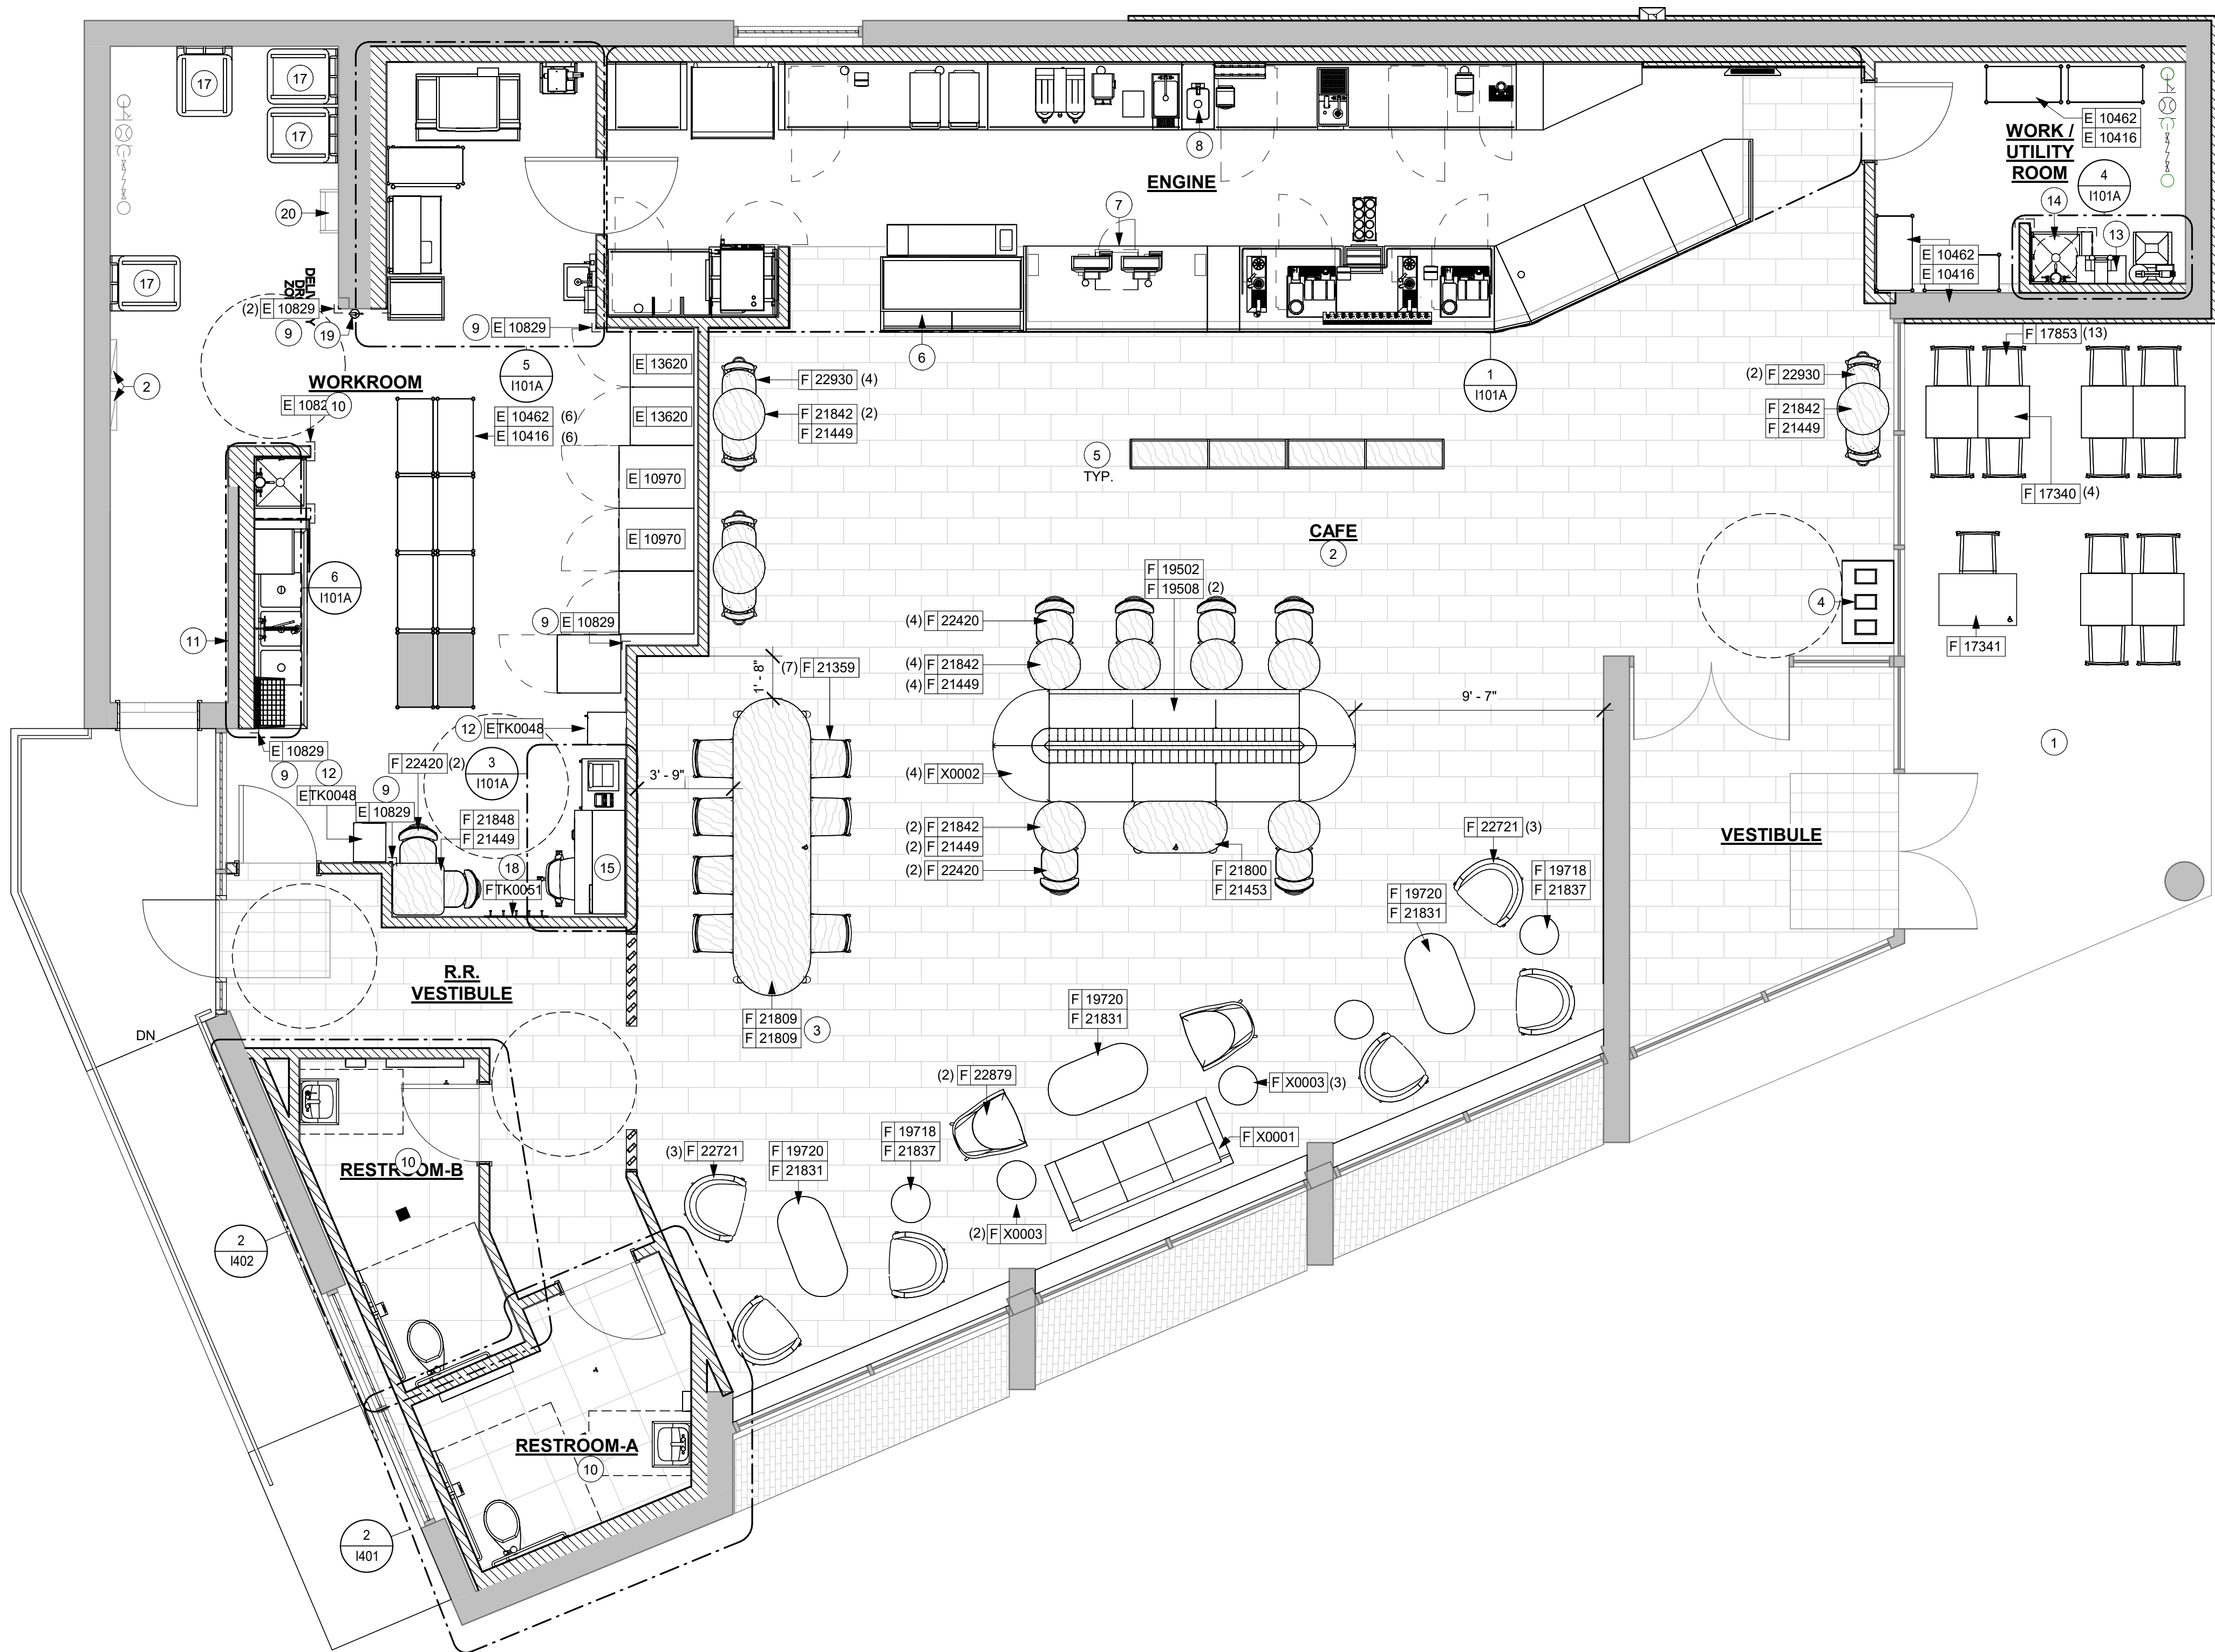 17
17
17
17
20
DELIVERY
(2) E 10829
9
19
2
9 E 10829
5
I101A
WORKROOM
10
E 10462 (6)
E 10416 (6)
E 13620
E 13620
E 10970
E 10970
6
I101A
11
9 E 10829
ENGINE
8
7
6
1
I101A
WORK /
UTILITY
ROOM
E 10462
E 10416
4
I101A
14
13
E 10462
E 10416
F 22930 (4)
F 21842 (2)
F 21449
(2) F 22930
F 21842
F 21449
F 17853 (13)
F 17340 (4)
F 17341
5
TYP.
CAFE
2
4
1
F 19502
F 19508 (2)
(4) F 22420
(4) F 21842
(4) F 21449
(4) F X0002
(2) F 21842
(2) F 21449
(2) F 22420
F 21800
F 21453
9' - 7"
(7) F 21359
1' - 8"
3' - 9"
12 E TK0048
3
I101A
E 10829
9
12
E TK0048
9
E 10829
F 22420 (2)
F 21848
F 21449
18
F TK0051
15
VESTIBULE
F 22721 (3)
F 19718
F 21837
F 19720
F 21831
R.R.
VESTIBULE
F 21809
F 21809
3
DN
F 19720
F 21831
(2) F 22879
F X0003 (3)
F X0001
(3) F 22721
F 19720
F 21831
F 19718
F 21837
(2) F X0003
RESTROOM-B
10
2
I402
RESTROOM-A
10
2
I401